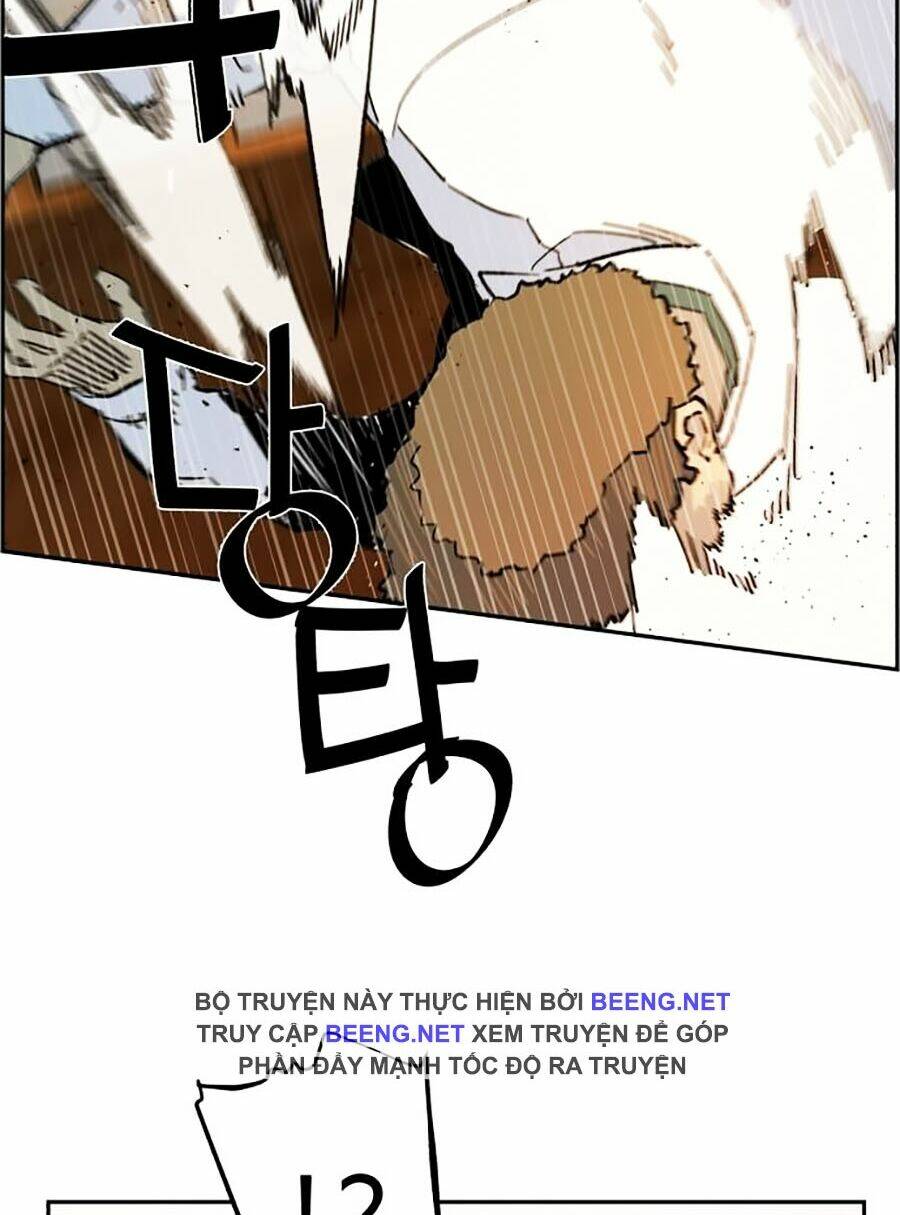 당
탕
BỘ TRUYỆN NÀY THỰC HIỆN BỞI BEENG.NET
TRUY CẬP BEENG.NET XEM TRUYỆN ĐỂ GÓP
PHẦN ĐẨY MẠNH TỐC ĐỘ RA TRUYỆN
!?